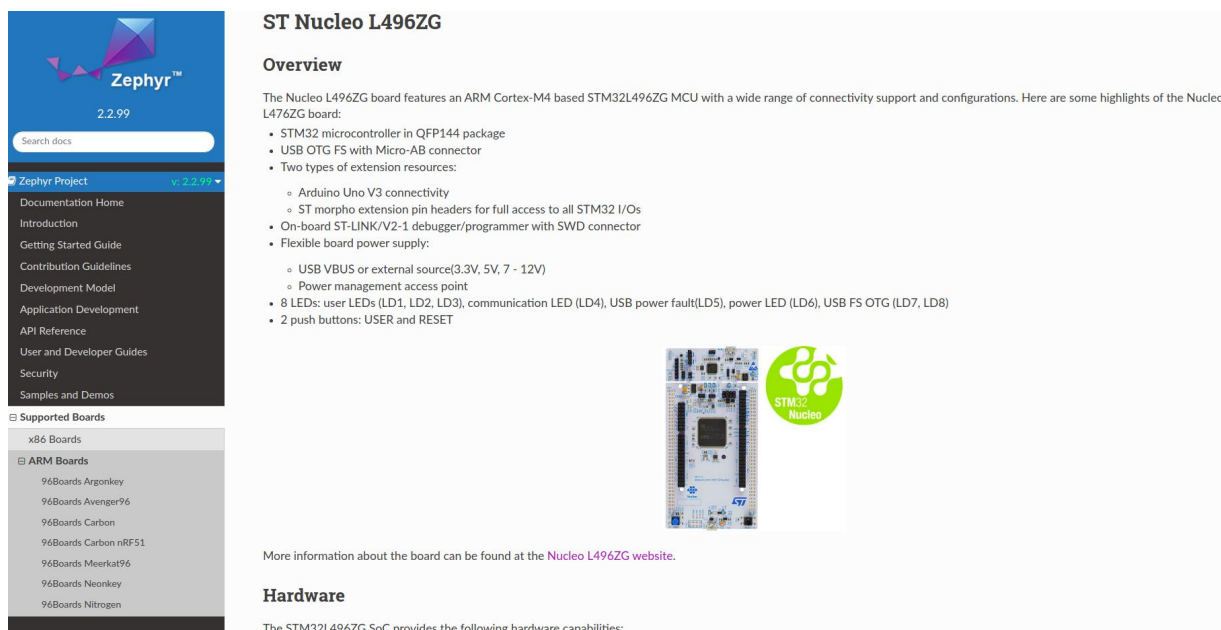 Zephyr™
2.2.99
Search docs
Zephyr Project v: 2.2.99
Documentation Home
Introduction
Getting Started Guide
Contribution Guidelines
Development Model
Application Development
API Reference
User and Developer Guides
Security
Samples and Demos
Supported Boards
x86 Boards
ARM Boards
96Boards Argonkey
96Boards Avenger96
96Boards Carbon
96Boards Carbon nRF51
96Boards Meerkat96
96Boards Neonkey
96Boards Nitrogen
ST Nucleo L496ZG
Overview
The Nucleo L496ZG board features an ARM Cortex-M4 based STM32L496ZG MCU with a wide range of connectivity support and configurations. Here are some highlights of the Nucleo
L476ZG board:
• STM32 microcontroller in QFP144 package
• USB OTG FS with Micro-AB connector
• Two types of extension resources:
◦ Arduino Uno V3 connectivity
◦ ST morpho extension pin headers for full access to all STM32 I/Os
• On-board ST-LINK/V2-1 debugger/programmer with SWD connector
• Flexible board power supply:
◦ USB VBUS or external source(3.3V, 5V, 7 - 12V)
◦ Power management access point
• 8 LEDs: user LEDs (LD1, LD2, LD3), communication LED (LD4), USB power fault(LD5), power LED (LD6), USB FS OTG (LD7, LD8)
• 2 push buttons: USER and RESET
STM32
Nucleo
ST
More information about the board can be found at the Nucleo L496ZG website.
Hardware
The STM32L496ZG SoC provides the following hardware capabilities: